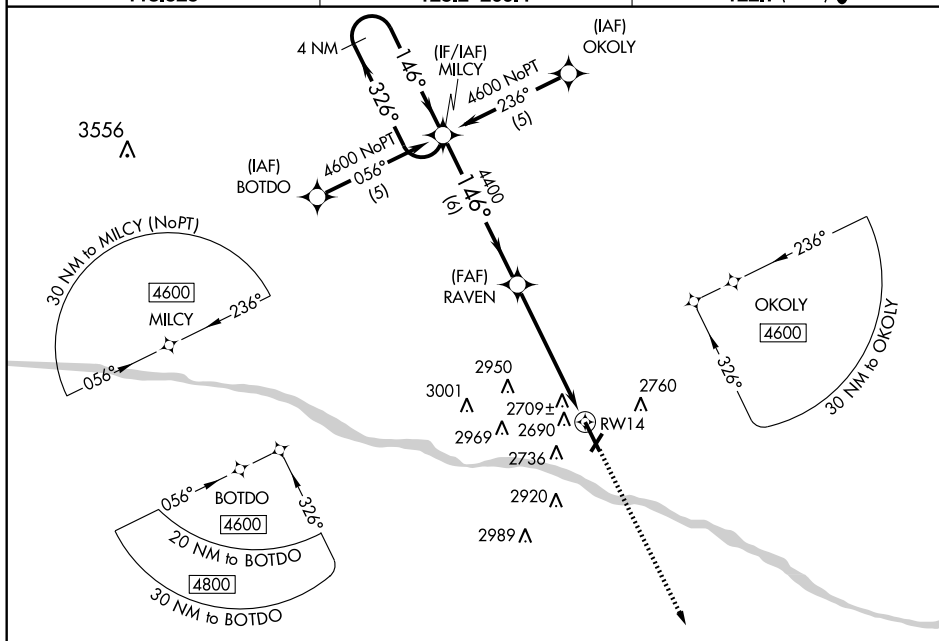 4 NM
146°
326°
(IF/IAF)
MILCY
(IAF)
OKOLY
4600 NoPT
236°
(5)
3556
(IAF)
BOTDO
4600 NoPT
056°
(5)
4400
146°
(6)
(FAF)
RAVEN
30 NM to MILCY (NoPT)
4600
MILCY
236°
056°
236°
OKOLY
4600
326°
30 NM to OKOLY
2950
3001
2709±
2760
2969
2690
RW14
2736
2920
2989
056°
BOTDO
4600
326°
20 NM to BOTDO
4800
30 NM to BOTDO